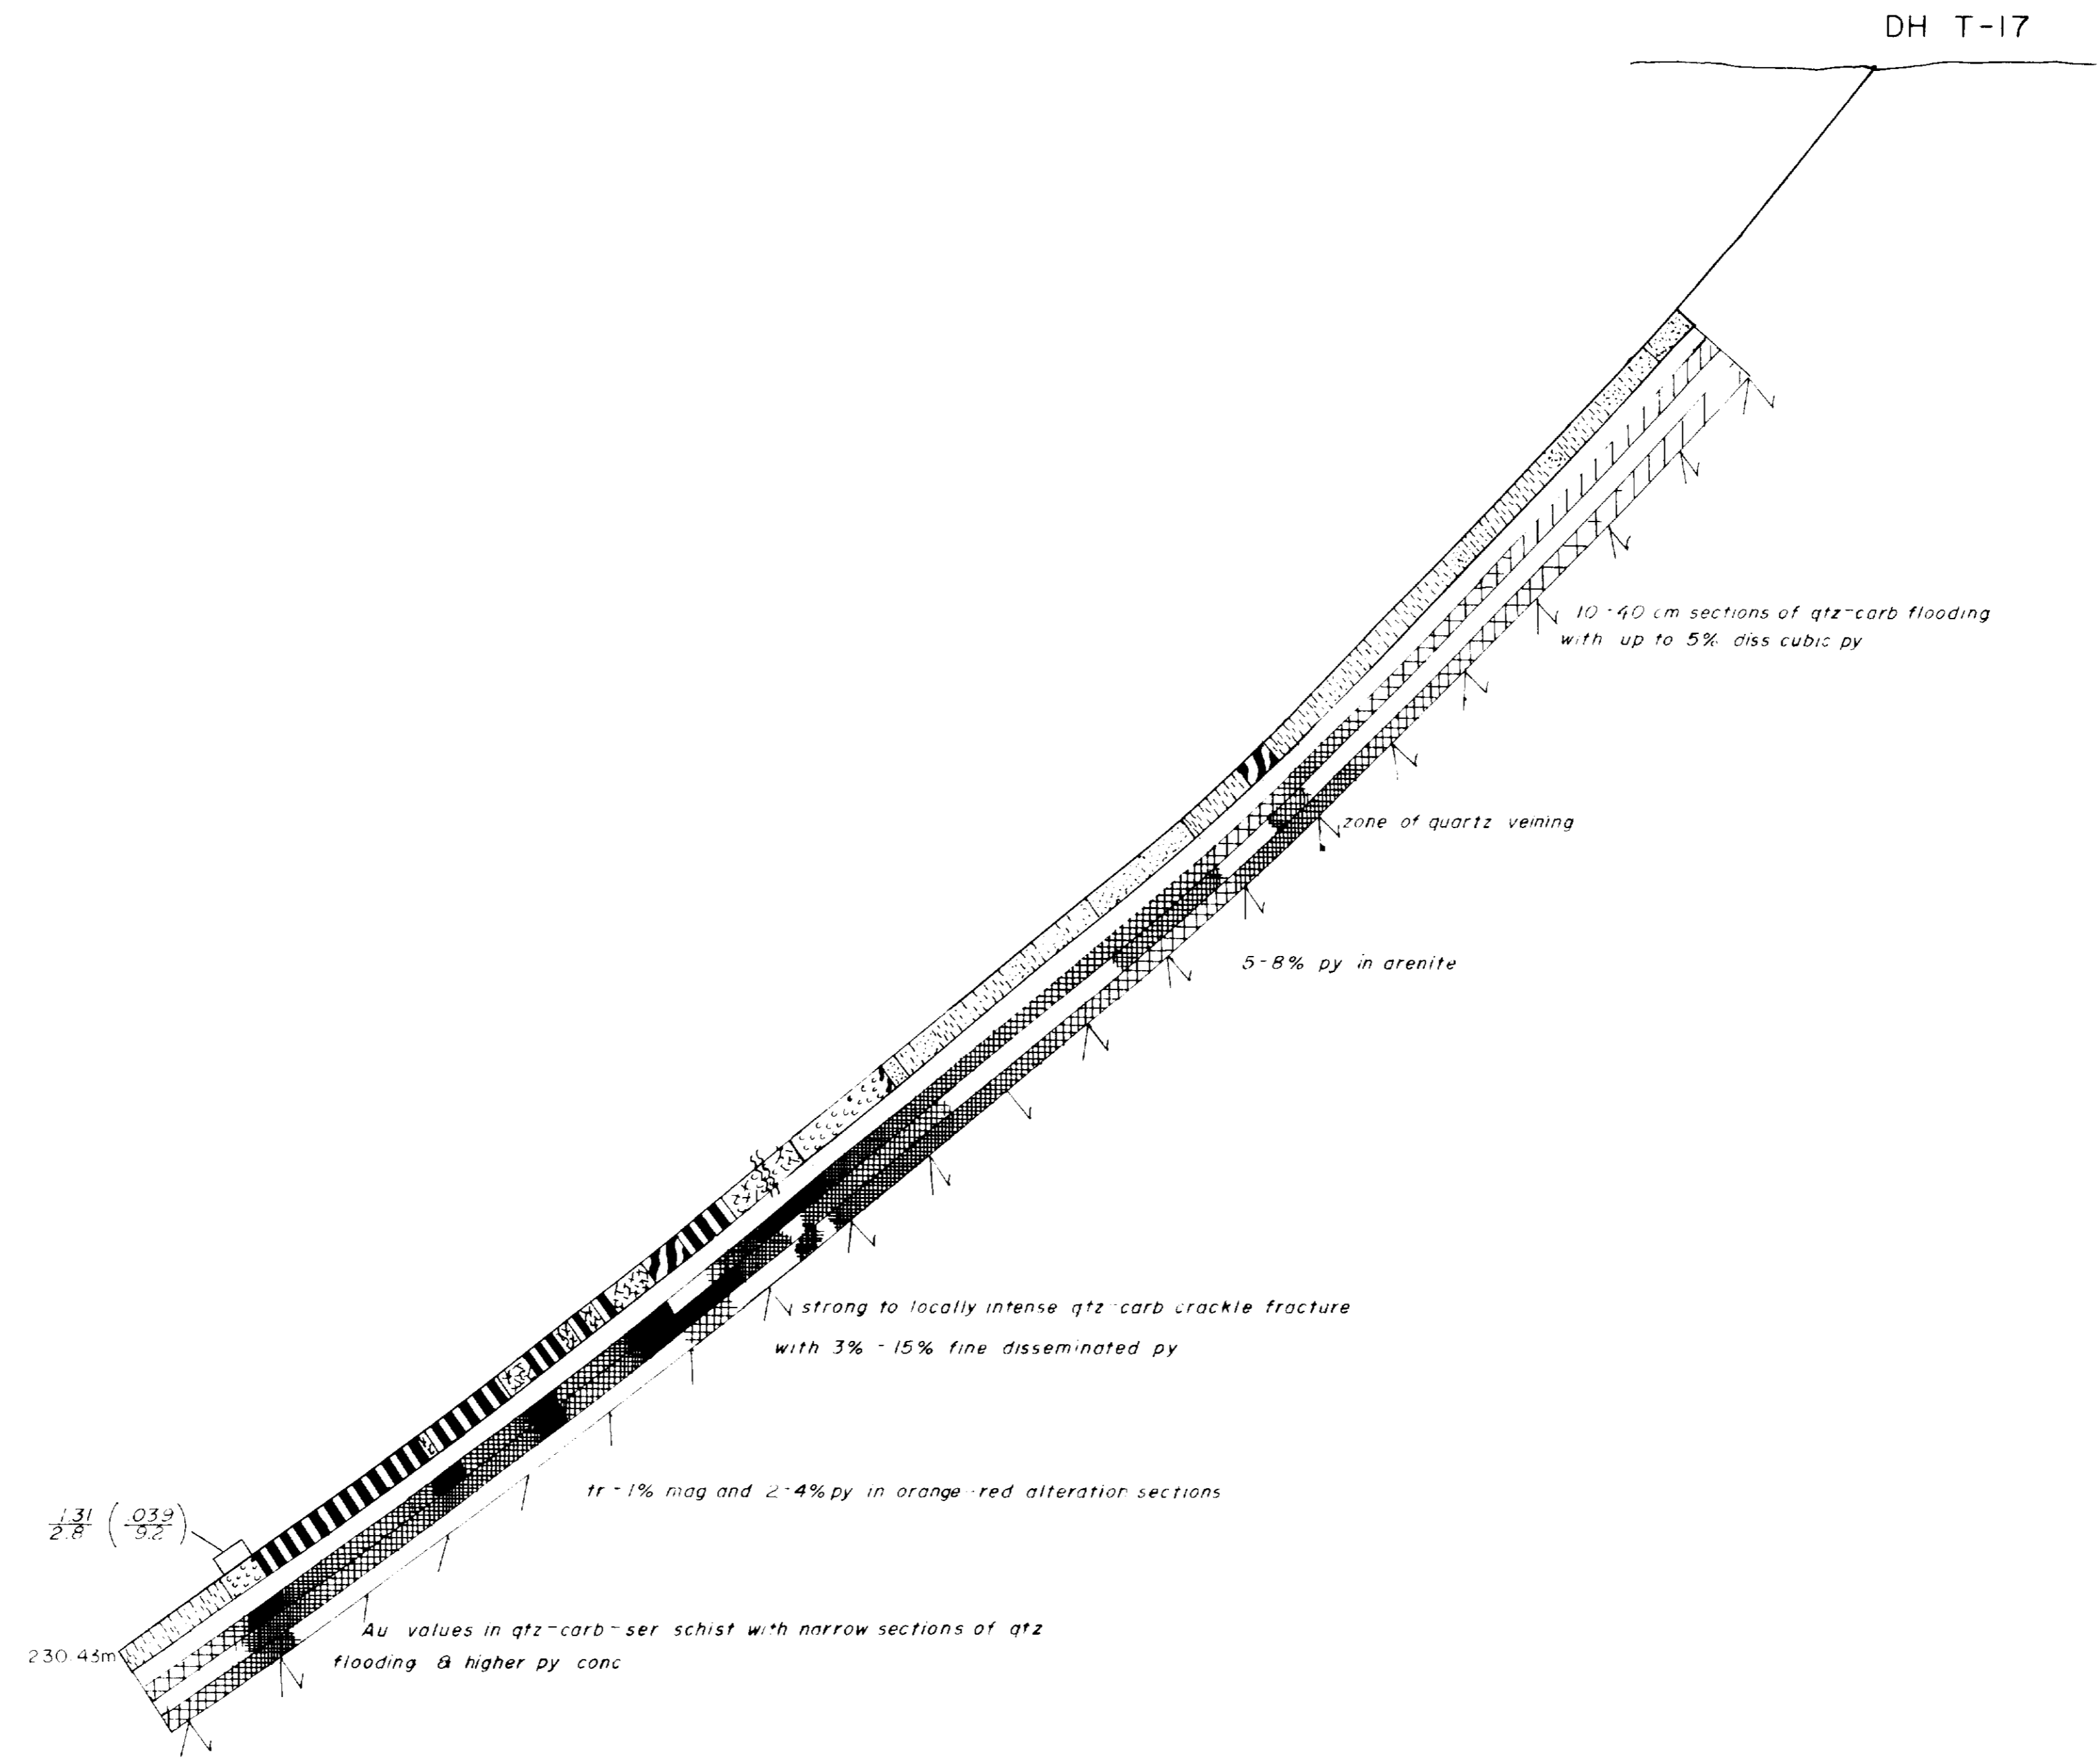 DH T-17
10-40 cm sections of qtz-carb flooding
with up to 5% diss cubic py
zone of quartz veining
5-8% py in arenite
strong to locally intense qtz-carb crackle fracture
with 3% - 15% fine disseminated py
tr-1% mag and 2-4% py in orange-red alteration sections
1.31 (.039
2.8 9.2)
Au values in qtz-carb-ser schist with narrow sections of qtz
230.43m
flooding & higher py conc